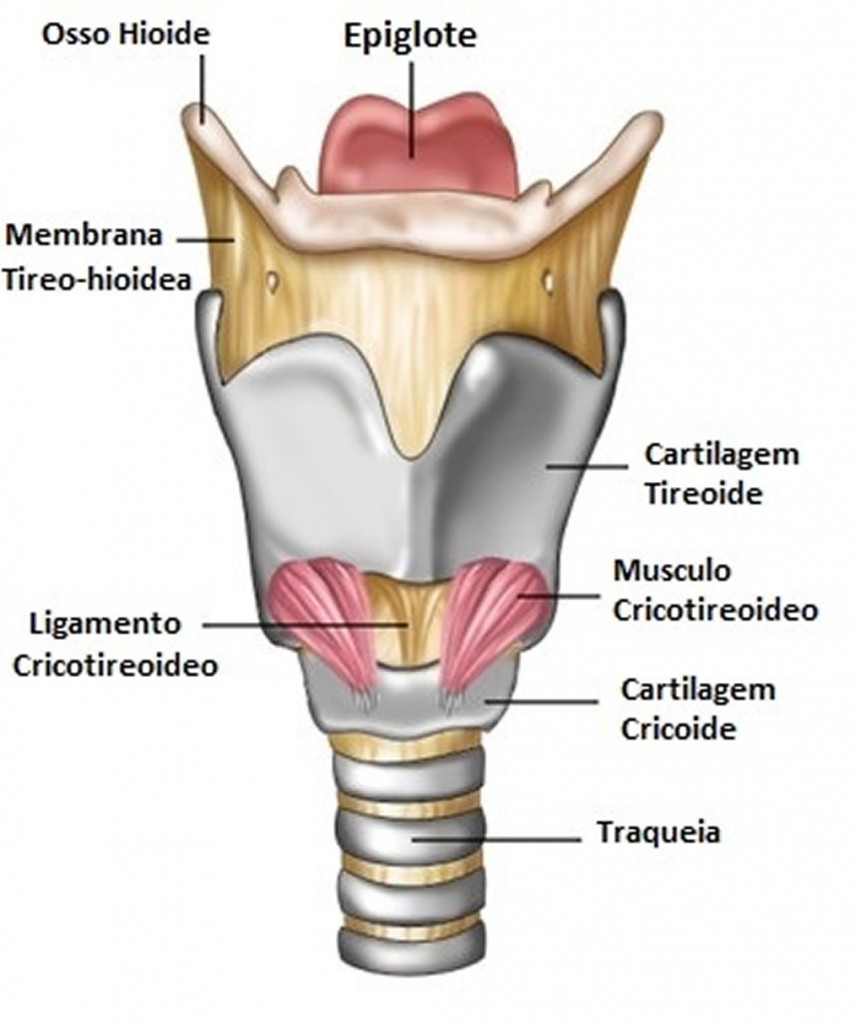 Osso Hioide
Epiglote
Membrana
Tireo-hioidea
Cartilagem
Tireoide
Musculo
Cricotireoideo
Ligamento
Cricotireoideo
Cartilagem
Cricoide
Traqueia